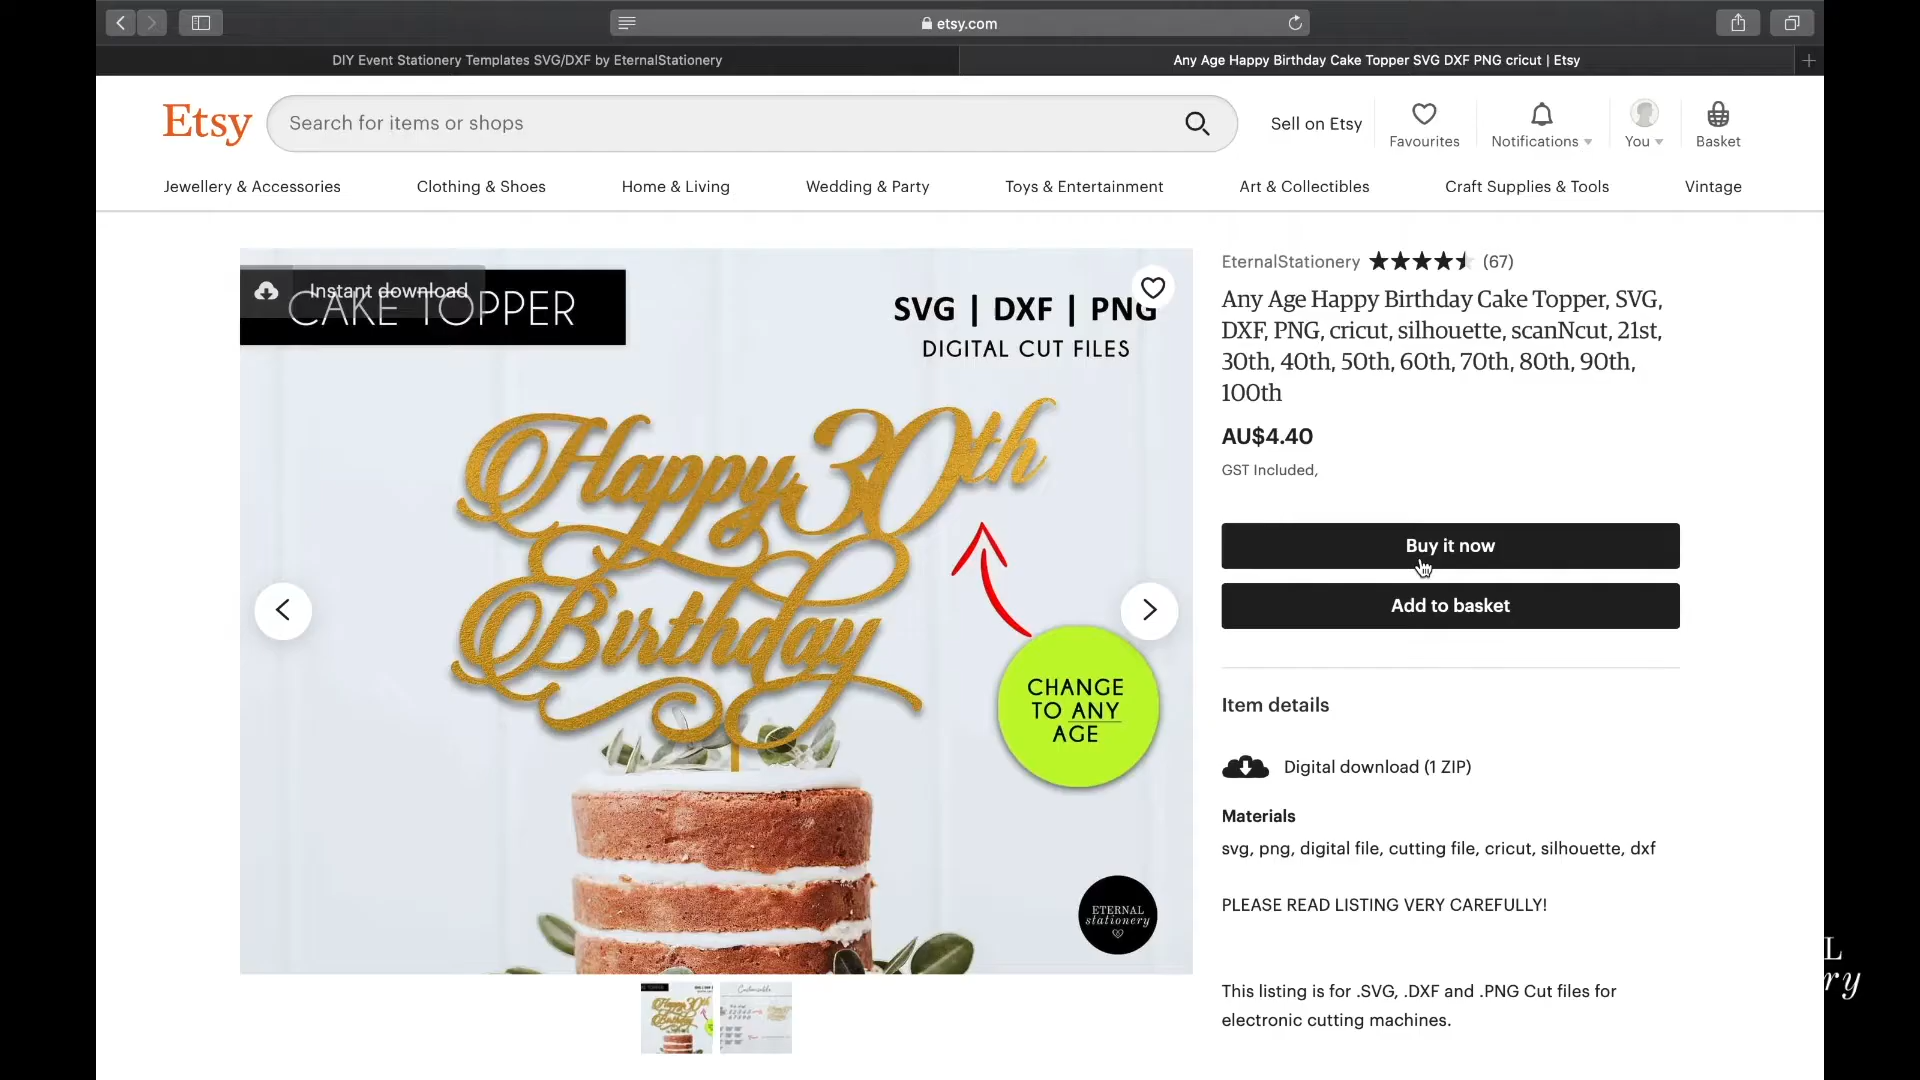 etsy.com
DIY Event Stationery Templates SVG/DXF by EternalStationery
Any Age Happy Birthday Cake Topper SVG DXF PNG cricut | Etsy
Etsy
Search for items or shops
Sell on Etsy
Favourites
Notifications
You
Basket
Jewellery & Accessories
Clothing & Shoes
Home & Living
Wedding & Party
Toys & Entertainment
Art & Collectibles
Craft Supplies & Tools
Vintage
Instant download
CAKE TOPPER
SVG | DXF | PNG
DIGITAL CUT FILES
Happy 30th
Birthday
CHANGE
TO ANY
AGE
ETERNAL
stationery
EternalStationery
(67)
Any Age Happy Birthday Cake Topper, SVG,
DXF, PNG, cricut, silhouette, scanNcut, 21st,
30th, 40th, 50th, 60th, 70th, 80th, 90th,
100th
AU$4.40
GST Included,
Buy it now
Add to basket
Item details
Digital download (1 ZIP)
Materials
svg, png, digital file, cutting file, cricut, silhouette, dxf
PLEASE READ LISTING VERY CAREFULLY!
This listing is for .SVG, .DXF and .PNG Cut files for
electronic cutting machines.
Happy 30th
Birthday
Customizable
L
ry